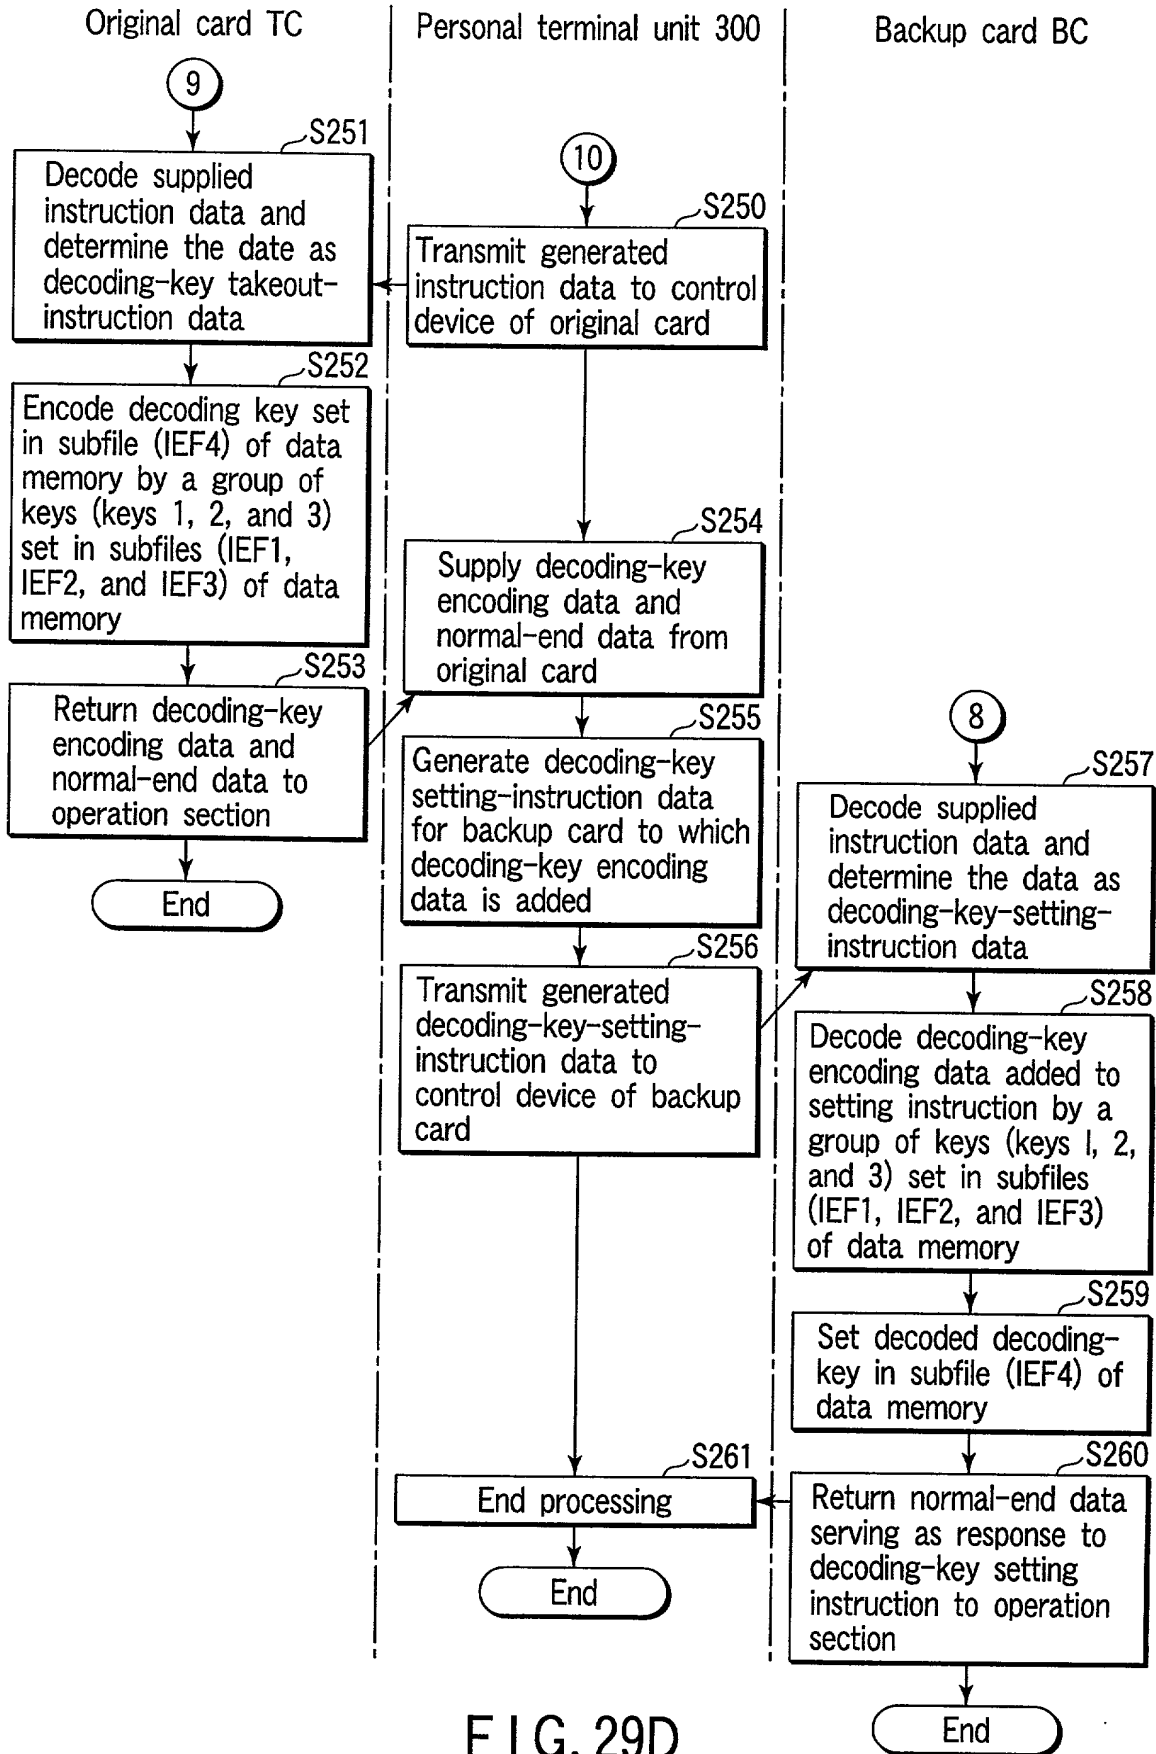 Original card TC
Personal terminal unit 300
Backup card BC
9
S251
Decode supplied
instruction data and
determine the date as
decoding-key takeout-
instruction data
S252
Encode decoding key set
in subfile (IEF4) of data
memory by a group of
keys (keys 1, 2, and 3)
set in subfiles (IEF1,
IEF2, and IEF3) of data
memory
S253
Return decoding-key
encoding data and
normal-end data to
operation section
End
10
S250
Transmit generated
instruction data to control
device of original card
S254
Supply decoding-key
encoding data and
normal-end data from
original card
S255
Generate decoding-key
setting-instruction data
for backup card to which
decoding-key encoding
data is added
S256
Transmit generated
decoding-key-setting-
instruction data to
control device of backup
card
S261
End processing
End
8
S257
Decode supplied
instruction data and
determine the data as
decoding-key-setting-
instruction data
S258
Decode decoding-key
encoding data added to
setting instruction by a
group of keys (keys I, 2,
and 3) set in subfiles
(IEF1, IEF2, and IEF3)
of data memory
S259
Set decoded decoding-
key in subfile (IEF4) of
data memory
S260
Return normal-end data
serving as response to
decoding-key setting
instruction to operation
section
End
FIG. 29D